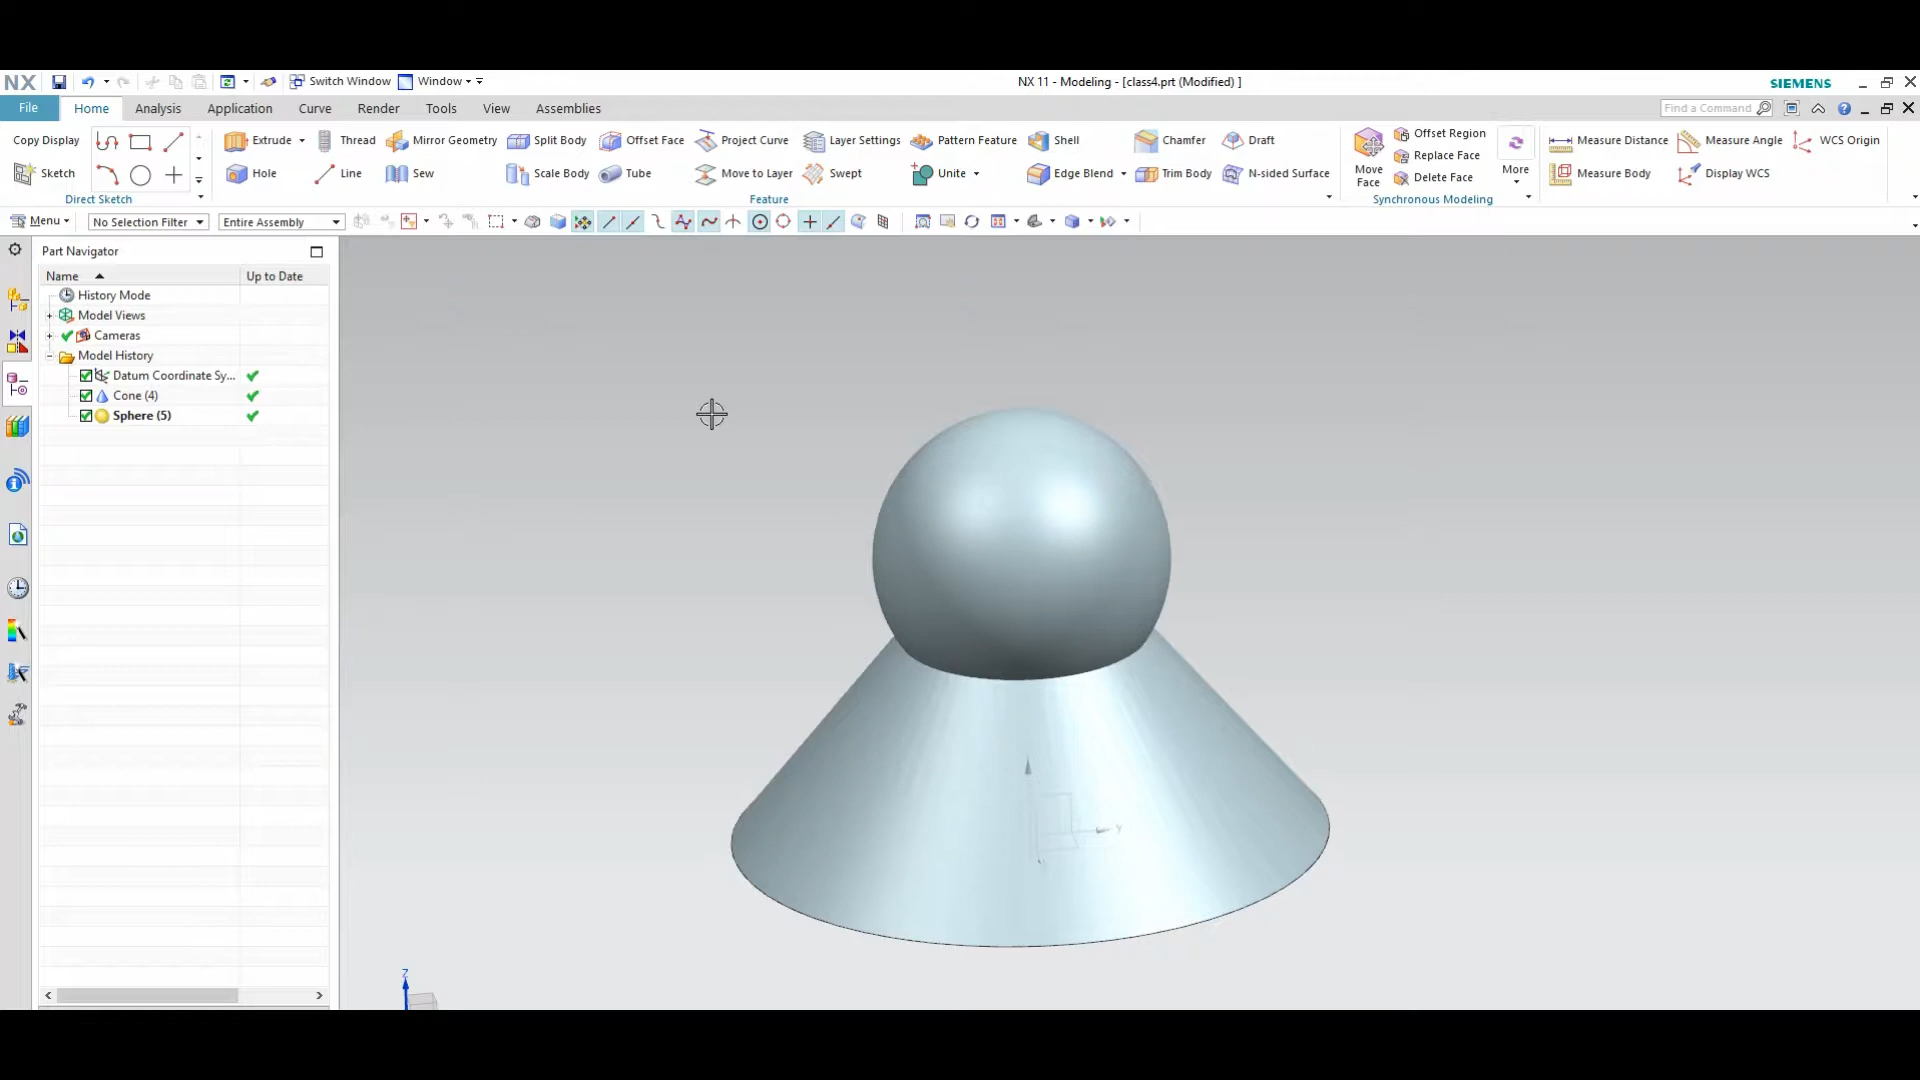 NX Switch Window Window NX 11 - Modeling - [class4.prt (Modified) ] SIEMENS
File Home Analysis Application Curve Render Tools View Assemblies Find a Command
Copy Display Extrude Thread Mirror Geometry Split Body Offset Face Project Curve Layer Settings Pattern Feature Shell Chamfer Draft Offset Region Measure Distance Measure Angle WCS Origin
Replace Face
Sketch Hole Line Sew Scale Body Tube Move to Layer Swept Unite Edge Blend Trim Body N-sided Surface Move Face Delete Face More Measure Body Display WCS
Direct Sketch Feature Synchronous Modeling
Menu No Selection Filter Entire Assembly
Part Navigator
Name Up to Date
History Mode
Model Views
Cameras
Model History
Datum Coordinate Sy...
Cone (4)
Sphere (5)
Y
Z